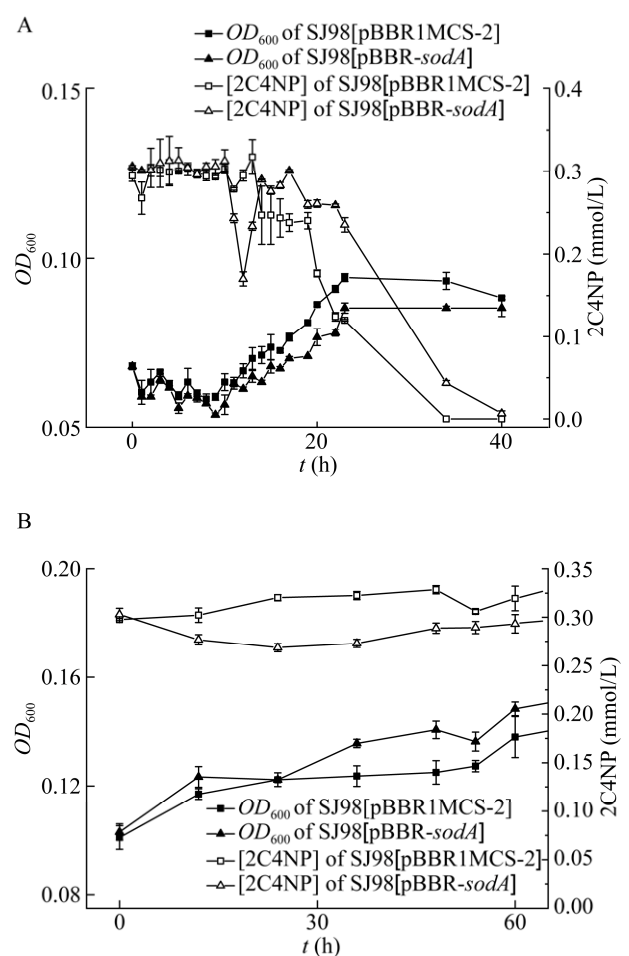 A
OD600 of SJ98[pBBR1MCS-2]
OD600 of SJ98[pBBR-sodA]
[2C4NP] of SJ98[pBBR1MCS-2]
[2C4NP] of SJ98[pBBR-sodA]
0.15
0.10
0.05
OD600
0.4
0.3
0.2
0.1
0.0
2C4NP (mmol/L)
0
20
40
t (h)
B
0.20
0.16
0.12
0.08
OD600
0.35
0.30
0.25
0.20
0.15
0.10
0.05
0.00
2C4NP (mmol/L)
OD600 of SJ98[pBBR1MCS-2]
OD600 of SJ98[pBBR-sodA]
[2C4NP] of SJ98[pBBR1MCS-2]
[2C4NP] of SJ98[pBBR-sodA]
0
30
60
t (h)